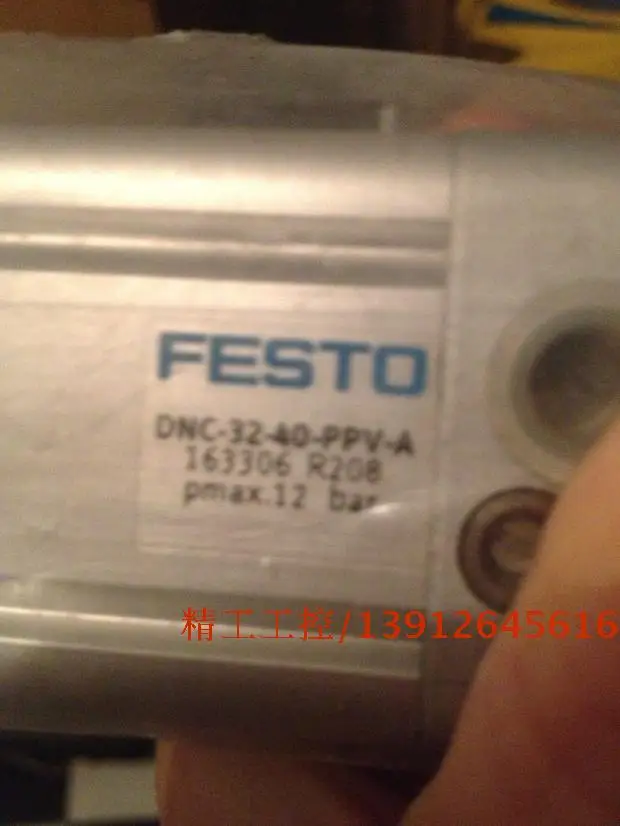 FESTO
DNC-32-40-PPV-A
163306 R208
pmax.12 bar
精工工控/13912645616